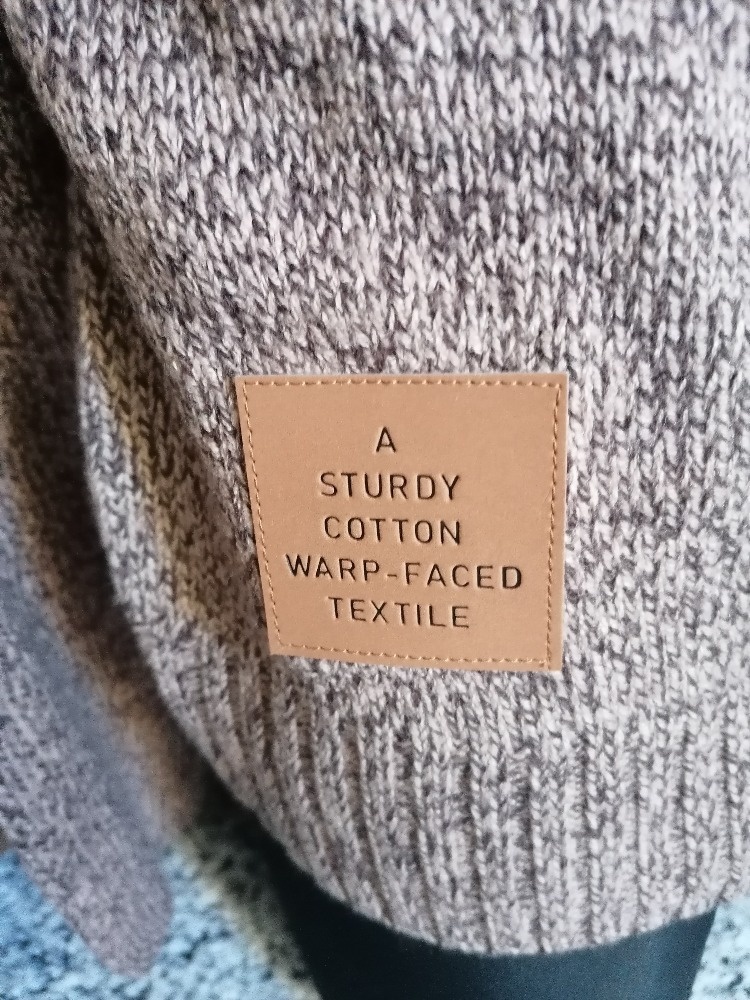 A
STURDY
COTTON
WARP-FACED
TEXTILE